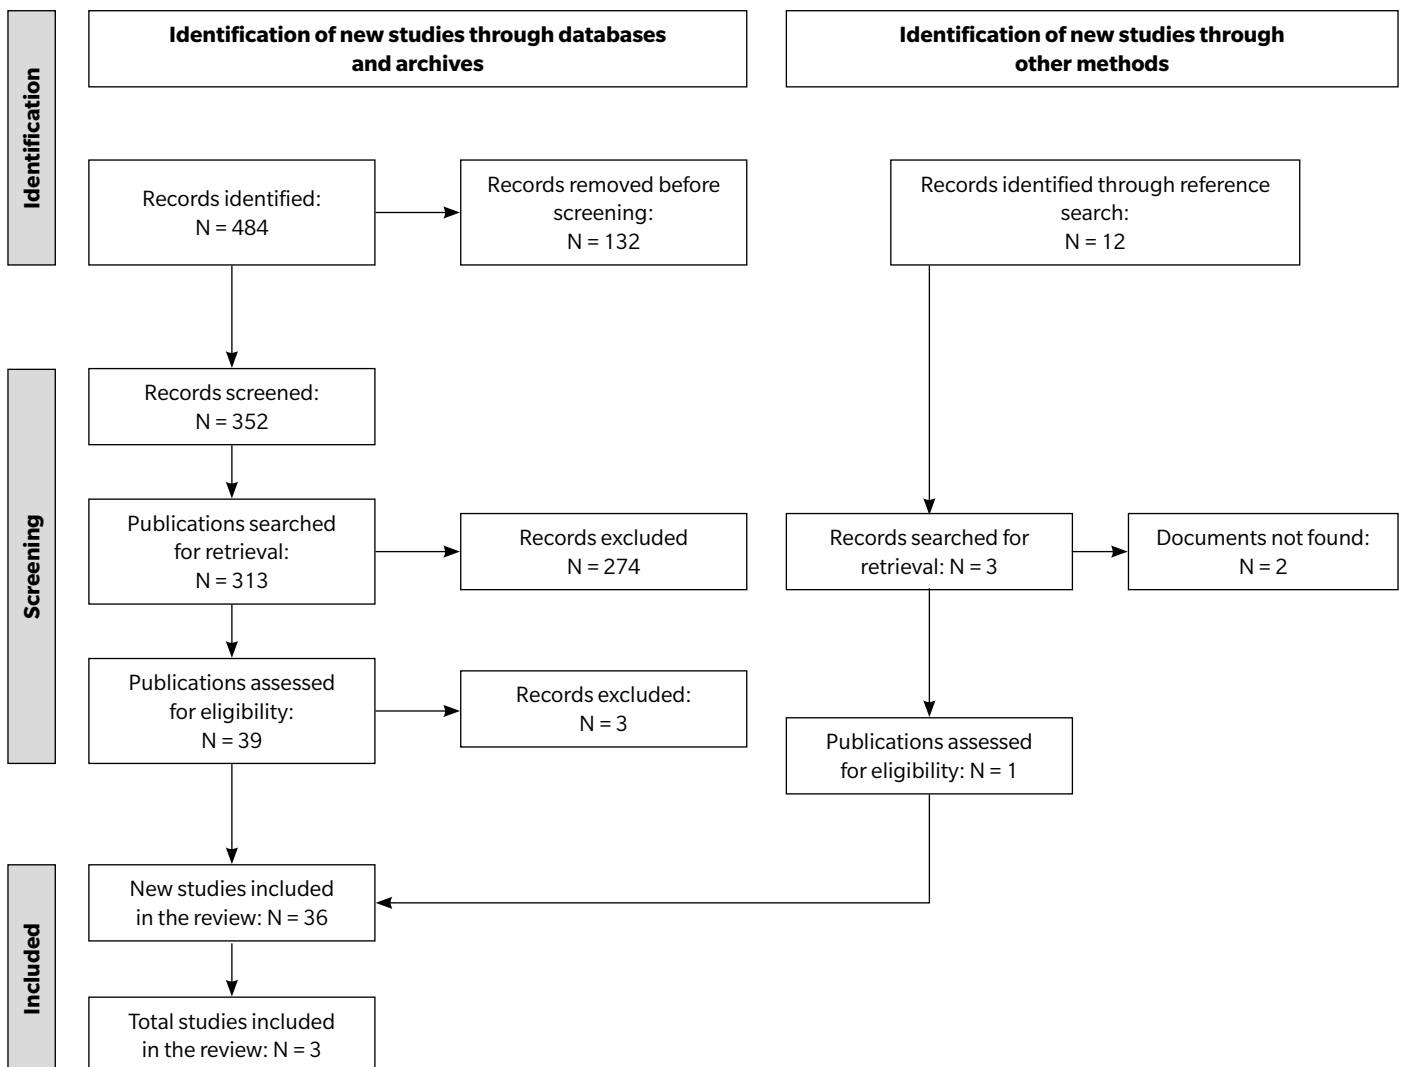 Identification
Identification of new studies through databases
and archives
Identification of new studies through
other methods
Records identified:
N = 484
Records removed before
screening:
N = 132
Records identified through reference
search:
N = 12
Screening
Records screened:
N = 352
Publications searched
for retrieval:
N = 313
Records excluded
N = 274
Records searched for
retrieval: N = 3
Documents not found:
N = 2
Publications assessed
for eligibility:
N = 39
Records excluded:
N = 3
Publications assessed
for eligibility: N = 1
Included
New studies included
in the review: N = 36
Total studies included
in the review: N = 3